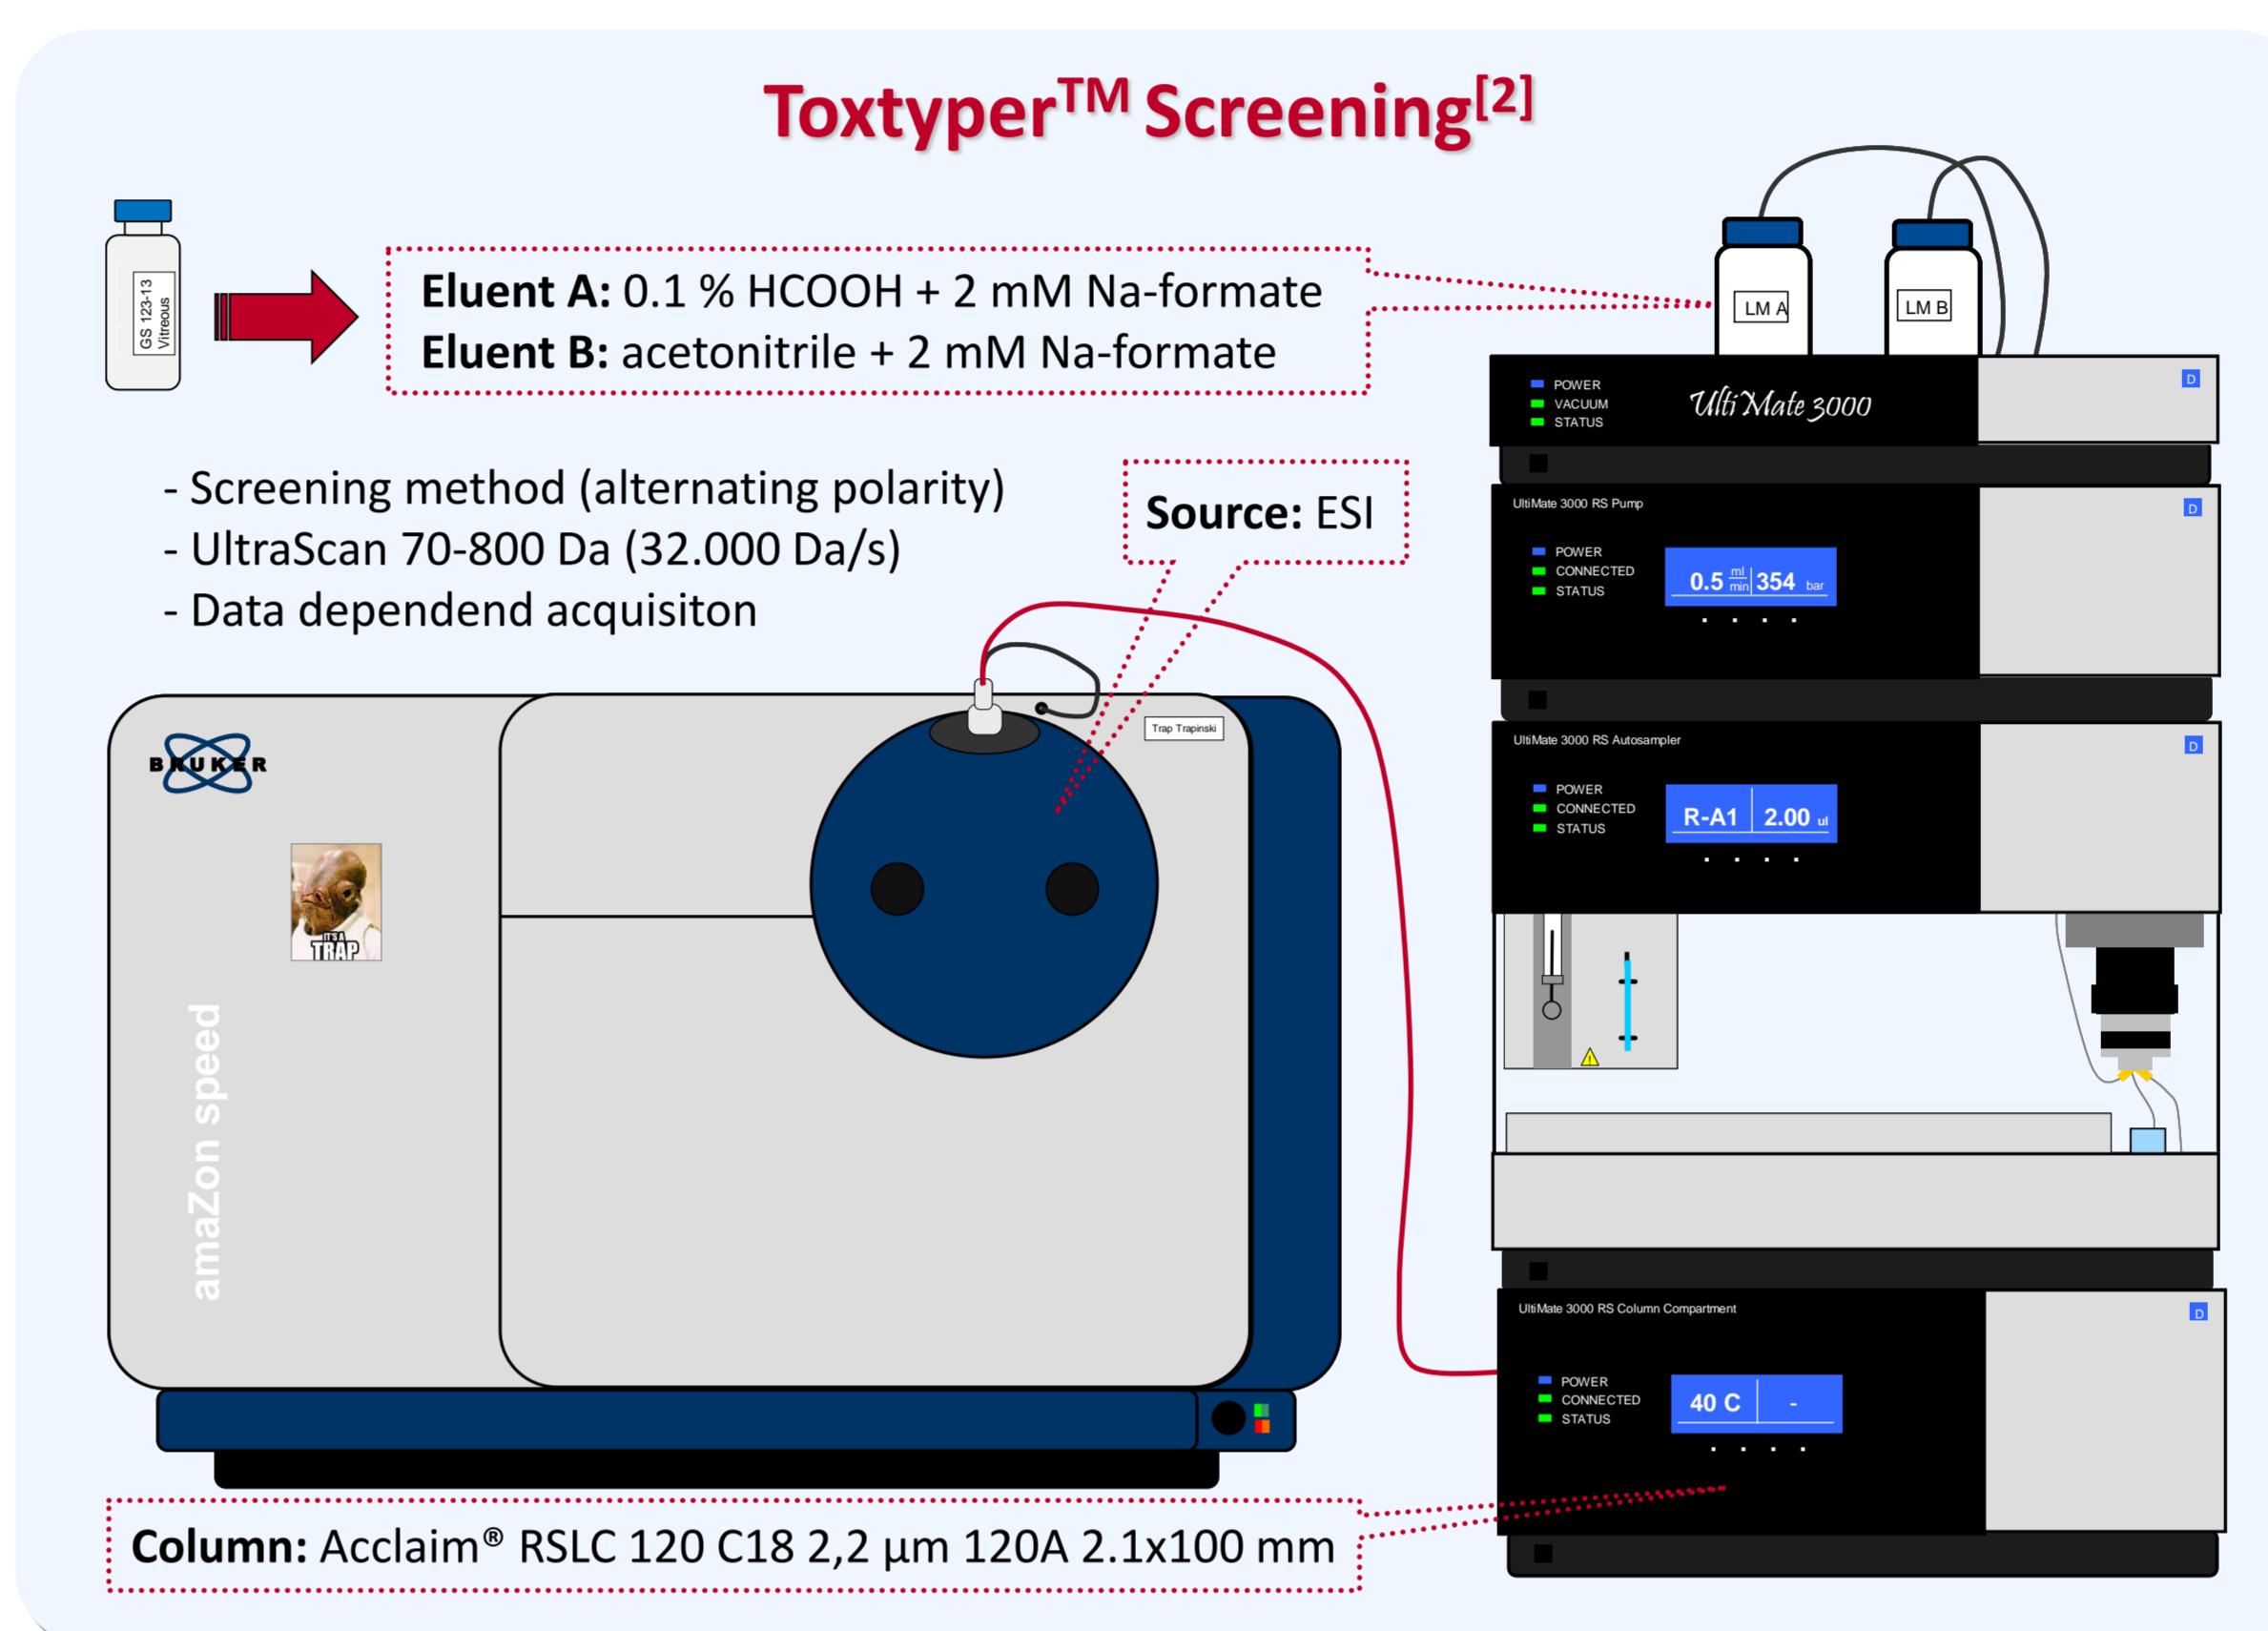 Toxtyper™ Screening[2]
GS 123-13
Vitreous
Eluent A: 0.1 % HCOOH + 2 mM Na-formate
Eluent B: acetonitrile + 2 mM Na-formate
LM A
LM B
POWER
VACUUM
STATUS
UltiMate 3000
D
- Screening method (alternating polarity)
- UltraScan 70-800 Da (32.000 Da/s)
- Data dependend acquisiton
Source: ESI
UltiMate 3000 RS Pump
D
POWER
CONNECTED
STATUS
0.5 ml/min 354 bar
BRUKER
Trap Trapinski
IT'S A
TRAP
amaZon speed
UltiMate 3000 RS Autosampler
D
POWER
CONNECTED
STATUS
R-A1 2.00 ul
!
UltiMate 3000 RS Column Compartment
D
POWER
CONNECTED
STATUS
40 C -
Column: Acclaim® RSLC 120 C18 2,2 µm 120A 2.1x100 mm